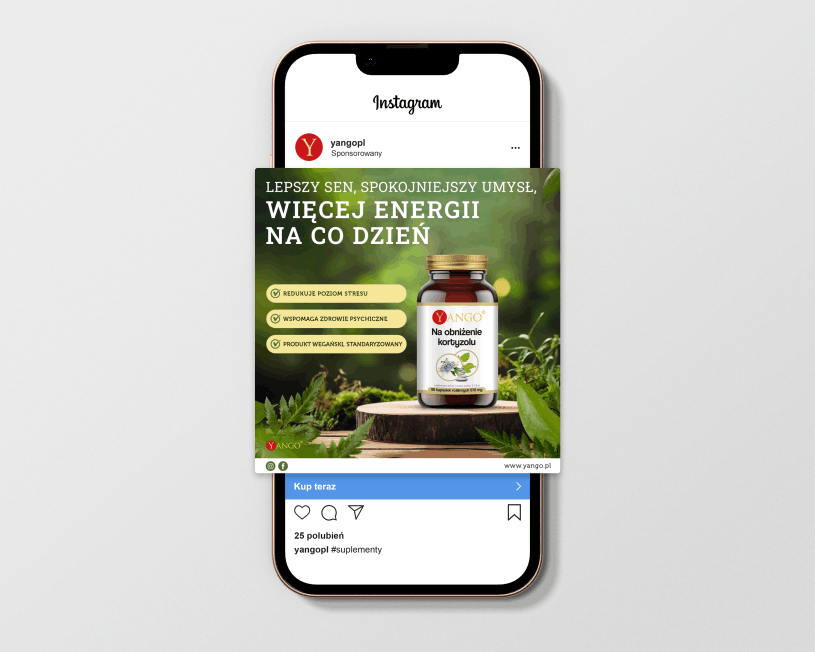 Instagram
Y
yangopl
Sponsorowany
LEPSZY SEN, SPOKOJNIEJSZY UMYSŁ,
WIĘCEJ ENERGII
NA CO DZIEŃ
REDUKUJE POZIOM STRESU
WSPOMAGA ZDROWIE PSYCHICZNE
PRODUKT WEGAŃSKI, STANDARYZOWANY
YANGO®
Na obniżenie
kortyzolu
YANGO®
www.yango.pl
Kup teraz
25 polubień
yangopl #suplementy